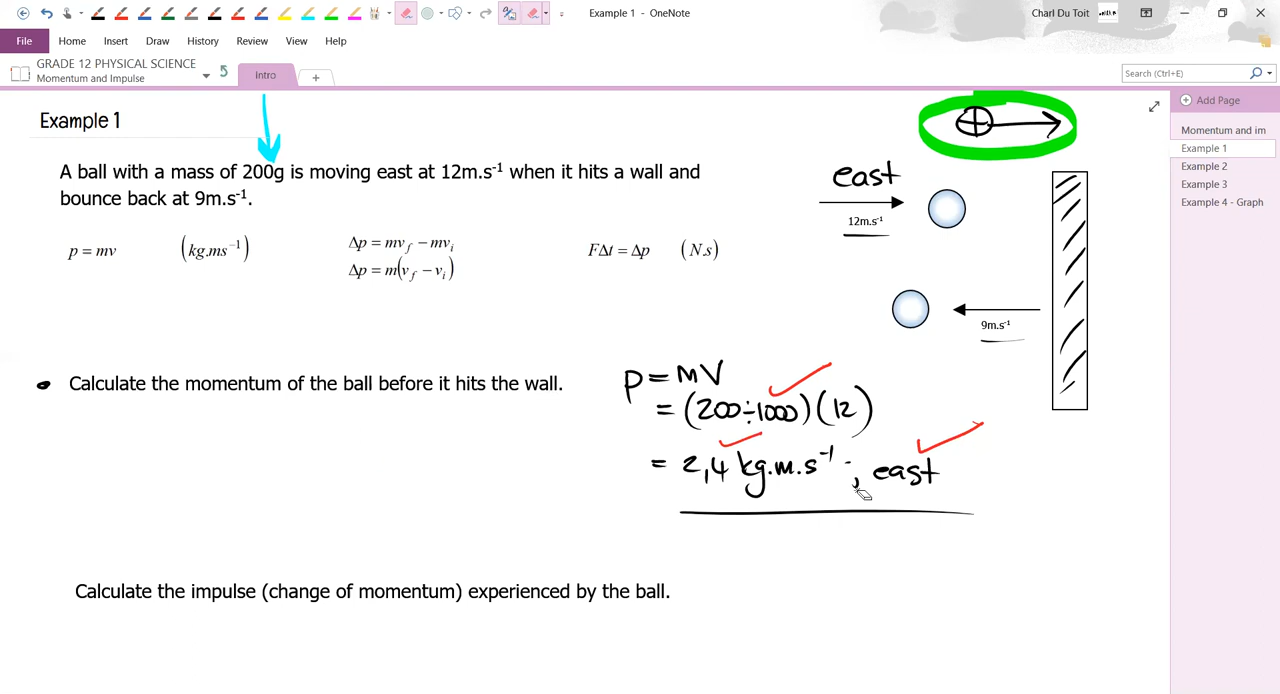 Example 1 - OneNote
Charl Du Toit
File Home Insert Draw History Review View Help
GRADE 12 PHYSICAL SCIENCE
Momentum and Impulse
Intro
+
Search (Ctrl+E)
Add Page
Momentum and im
Example 1
Example 2
Example 3
Example 4 - Graph
Example 1
A ball with a mass of 200g is moving east at 12m.s⁻¹ when it hits a wall and
bounce back at 9m.s⁻¹.
east
12m.s⁻¹
9m.s⁻¹
p = mv (kg.ms⁻¹)
Δp = mv_f − mv_i
Δp = m(v_f − v_i)
FΔt = Δp (N.s)
• Calculate the momentum of the ball before it hits the wall.
p = mv
= (200÷1000)(12)
= 2,4 kg.m.s⁻¹ ; east
Calculate the impulse (change of momentum) experienced by the ball.